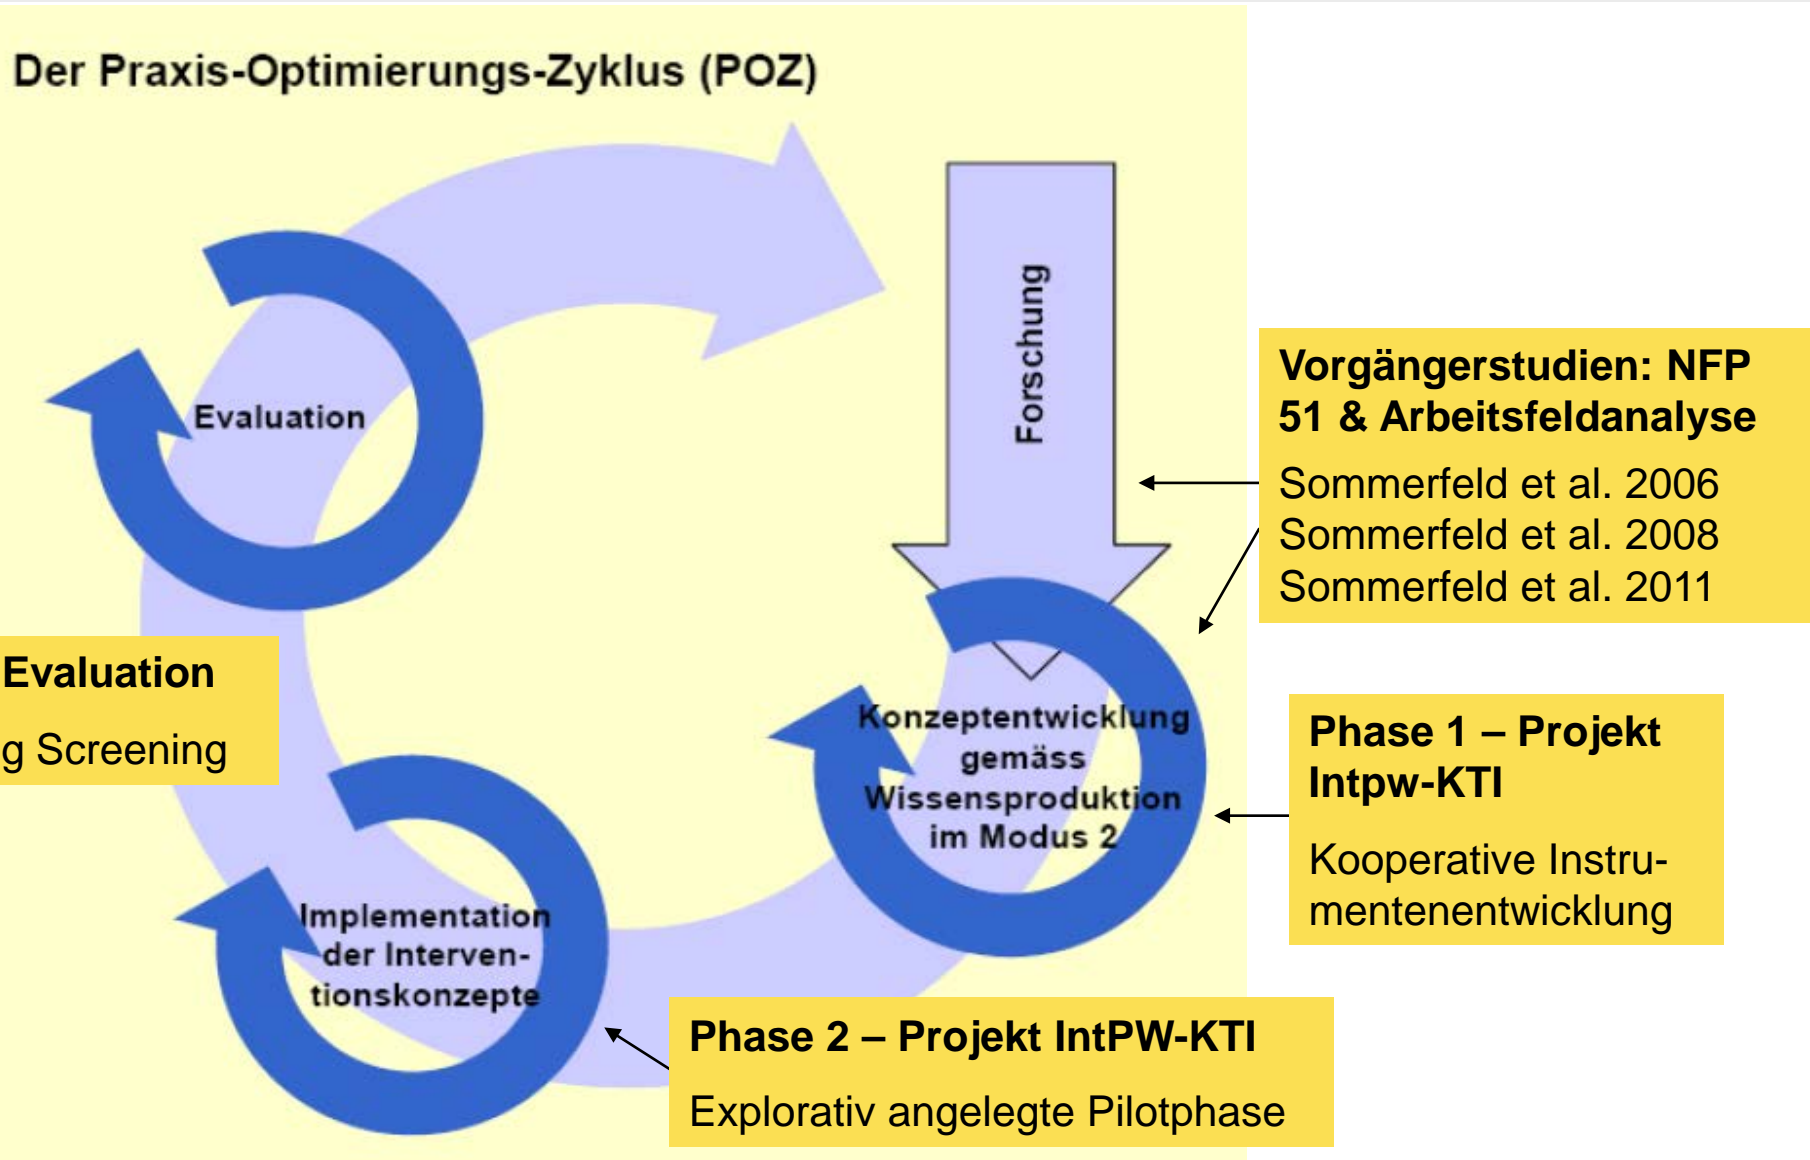 Der Praxis-Optimierungs-Zyklus (POZ)
Forschung
Evaluation
Vorgängerstudien: NFP
51 & Arbeitsfeldanalyse
Sommerfeld et al. 2006
Sommerfeld et al. 2008
Sommerfeld et al. 2011
Evaluation
g Screening
Konzeptentwicklung
gemäss
Wissensproduktion
im Modus 2
Phase 1 – Projekt
Intpw-KTI
Kooperative Instru-
mentenentwicklung
Implementation
der Interven-
tionskonzepte
Phase 2 – Projekt IntPW-KTI
Explorativ angelegte Pilotphase